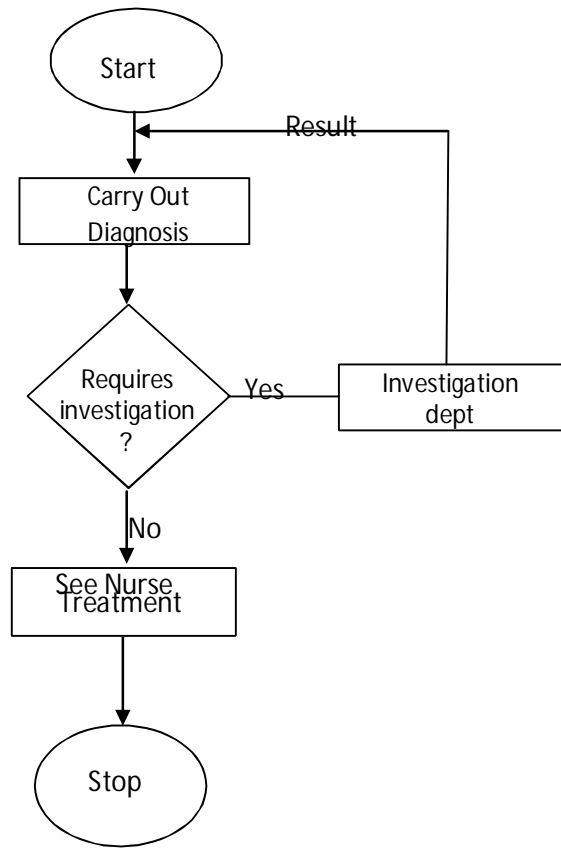 Start
Result
Carry Out
Diagnosis
Requires
investigation
?
Yes
Investigation
dept
No
See Nurse
Treatment
Stop